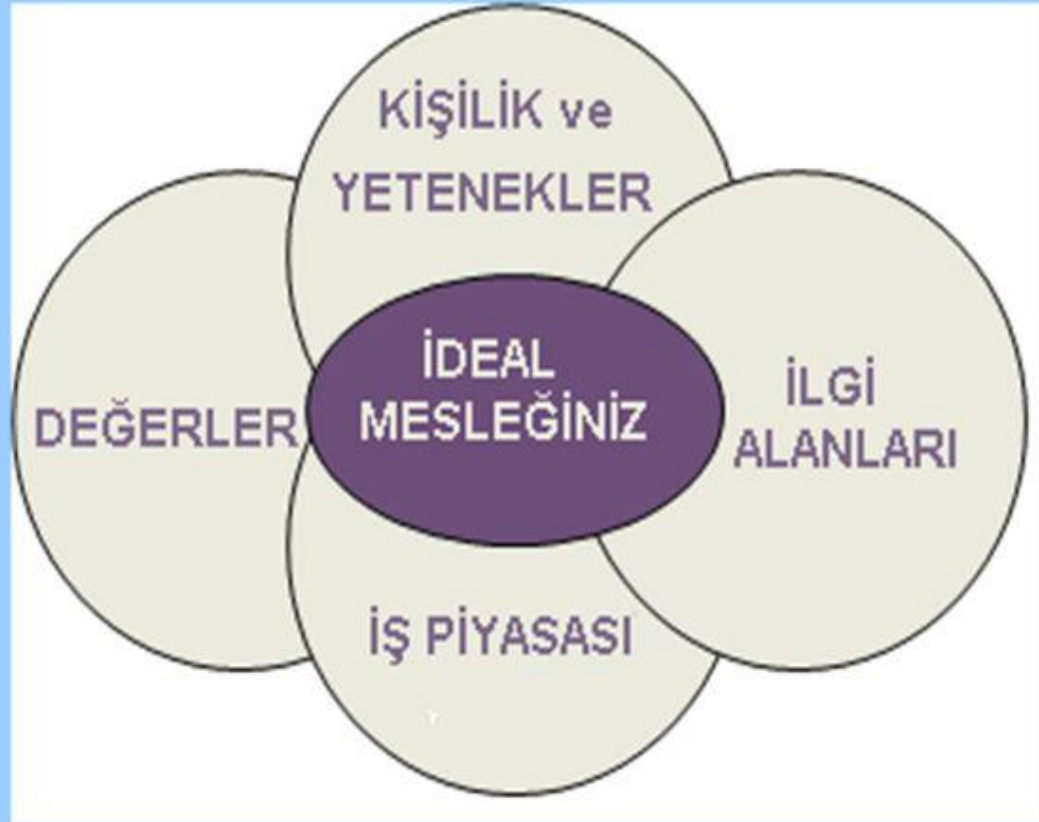 KİŞİLİK ve
YETENEKLER
DEĞERLER
İDEAL
MESLEĞİNİZ
İLGİ
ALANLARI
İŞ PİYASASI